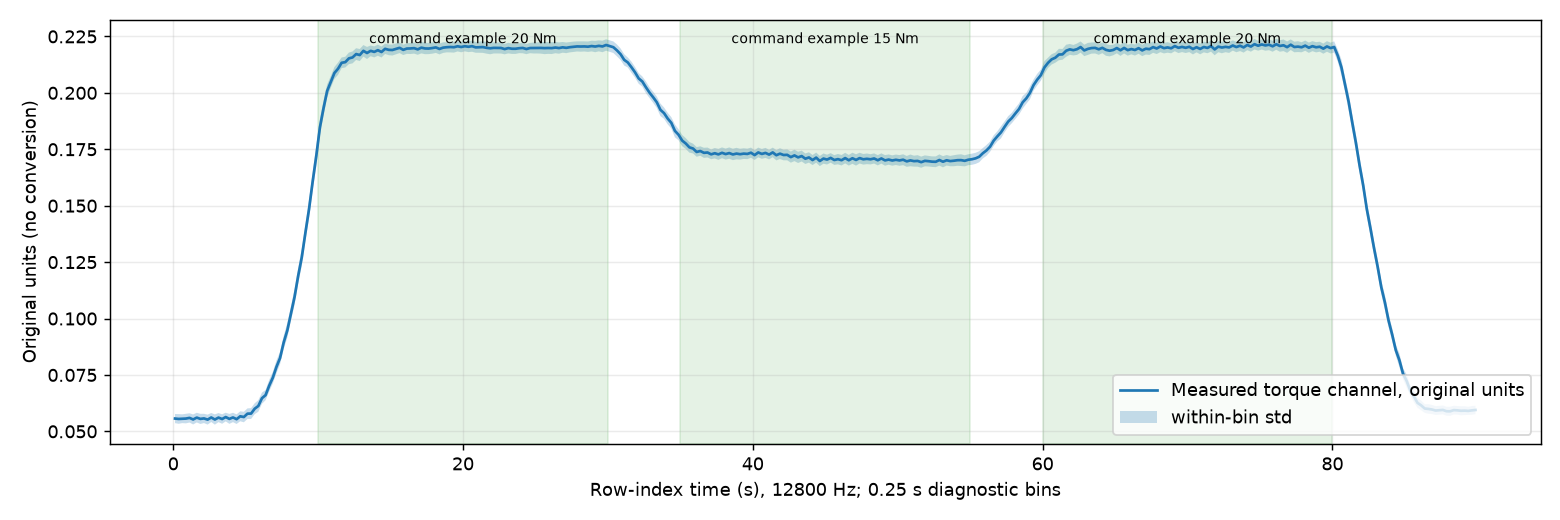 command example 20 Nm
command example 15 Nm
command example 20 Nm
Original units (no conversion)
0.225
0.200
0.175
0.150
0.125
0.100
0.075
0.050
Measured torque channel, original units
within-bin std
0
20
40
60
80
Row-index time (s), 12800 Hz; 0.25 s diagnostic bins